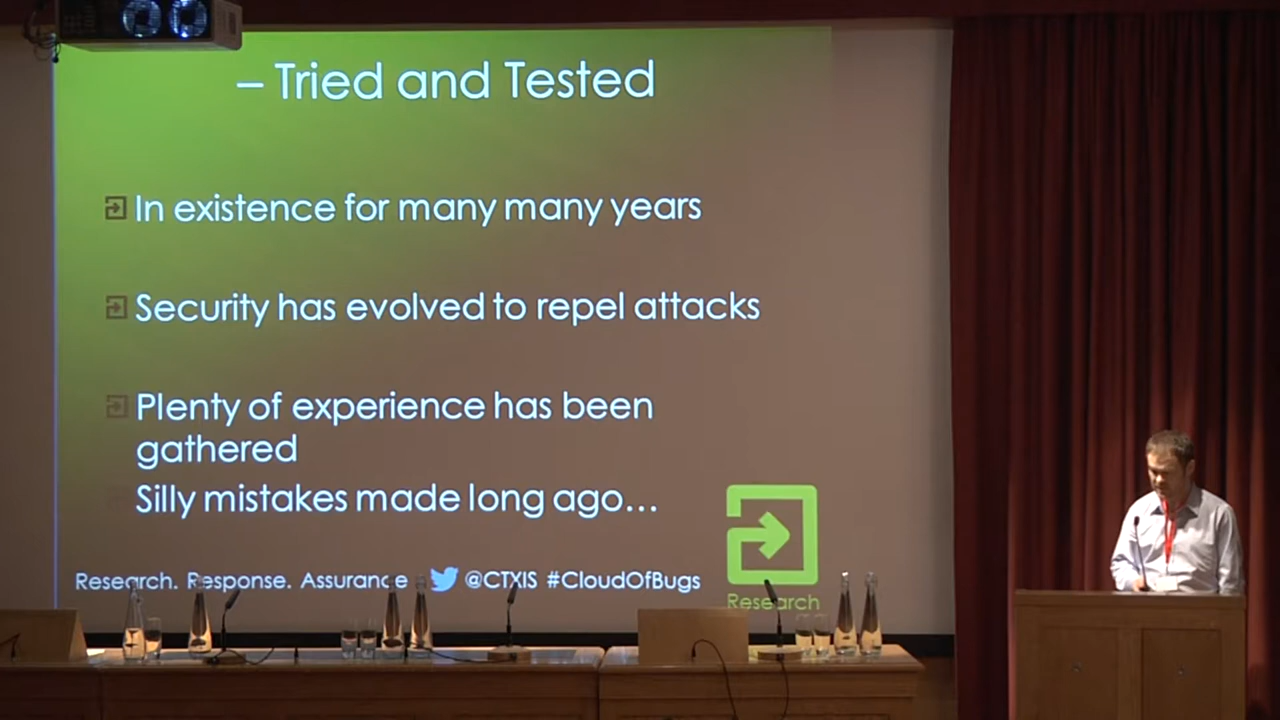 – Tried and Tested
In existence for many many years
Security has evolved to repel attacks
Plenty of experience has been
gathered
Silly mistakes made long ago...
Research. Response. Assurance @CTXIS #CloudOfBugs
Research